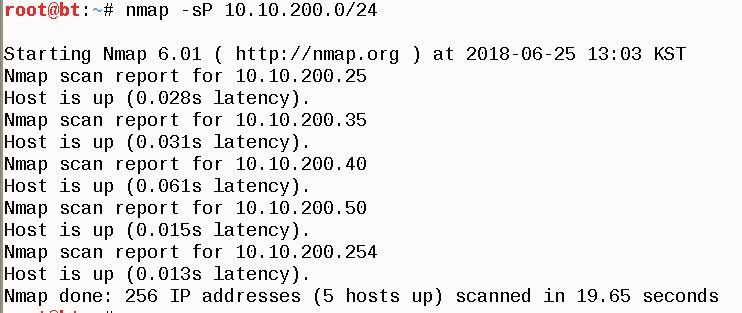 root@bt:~# nmap -sP 10.10.200.0/24
Starting Nmap 6.01 ( http://nmap.org ) at 2018-06-25 13:03 KST
Nmap scan report for 10.10.200.25
Host is up (0.028s latency).
Nmap scan report for 10.10.200.35
Host is up (0.031s latency).
Nmap scan report for 10.10.200.40
Host is up (0.061s latency).
Nmap scan report for 10.10.200.50
Host is up (0.015s latency).
Nmap scan report for 10.10.200.254
Host is up (0.013s latency).
Nmap done: 256 IP addresses (5 hosts up) scanned in 19.65 seconds